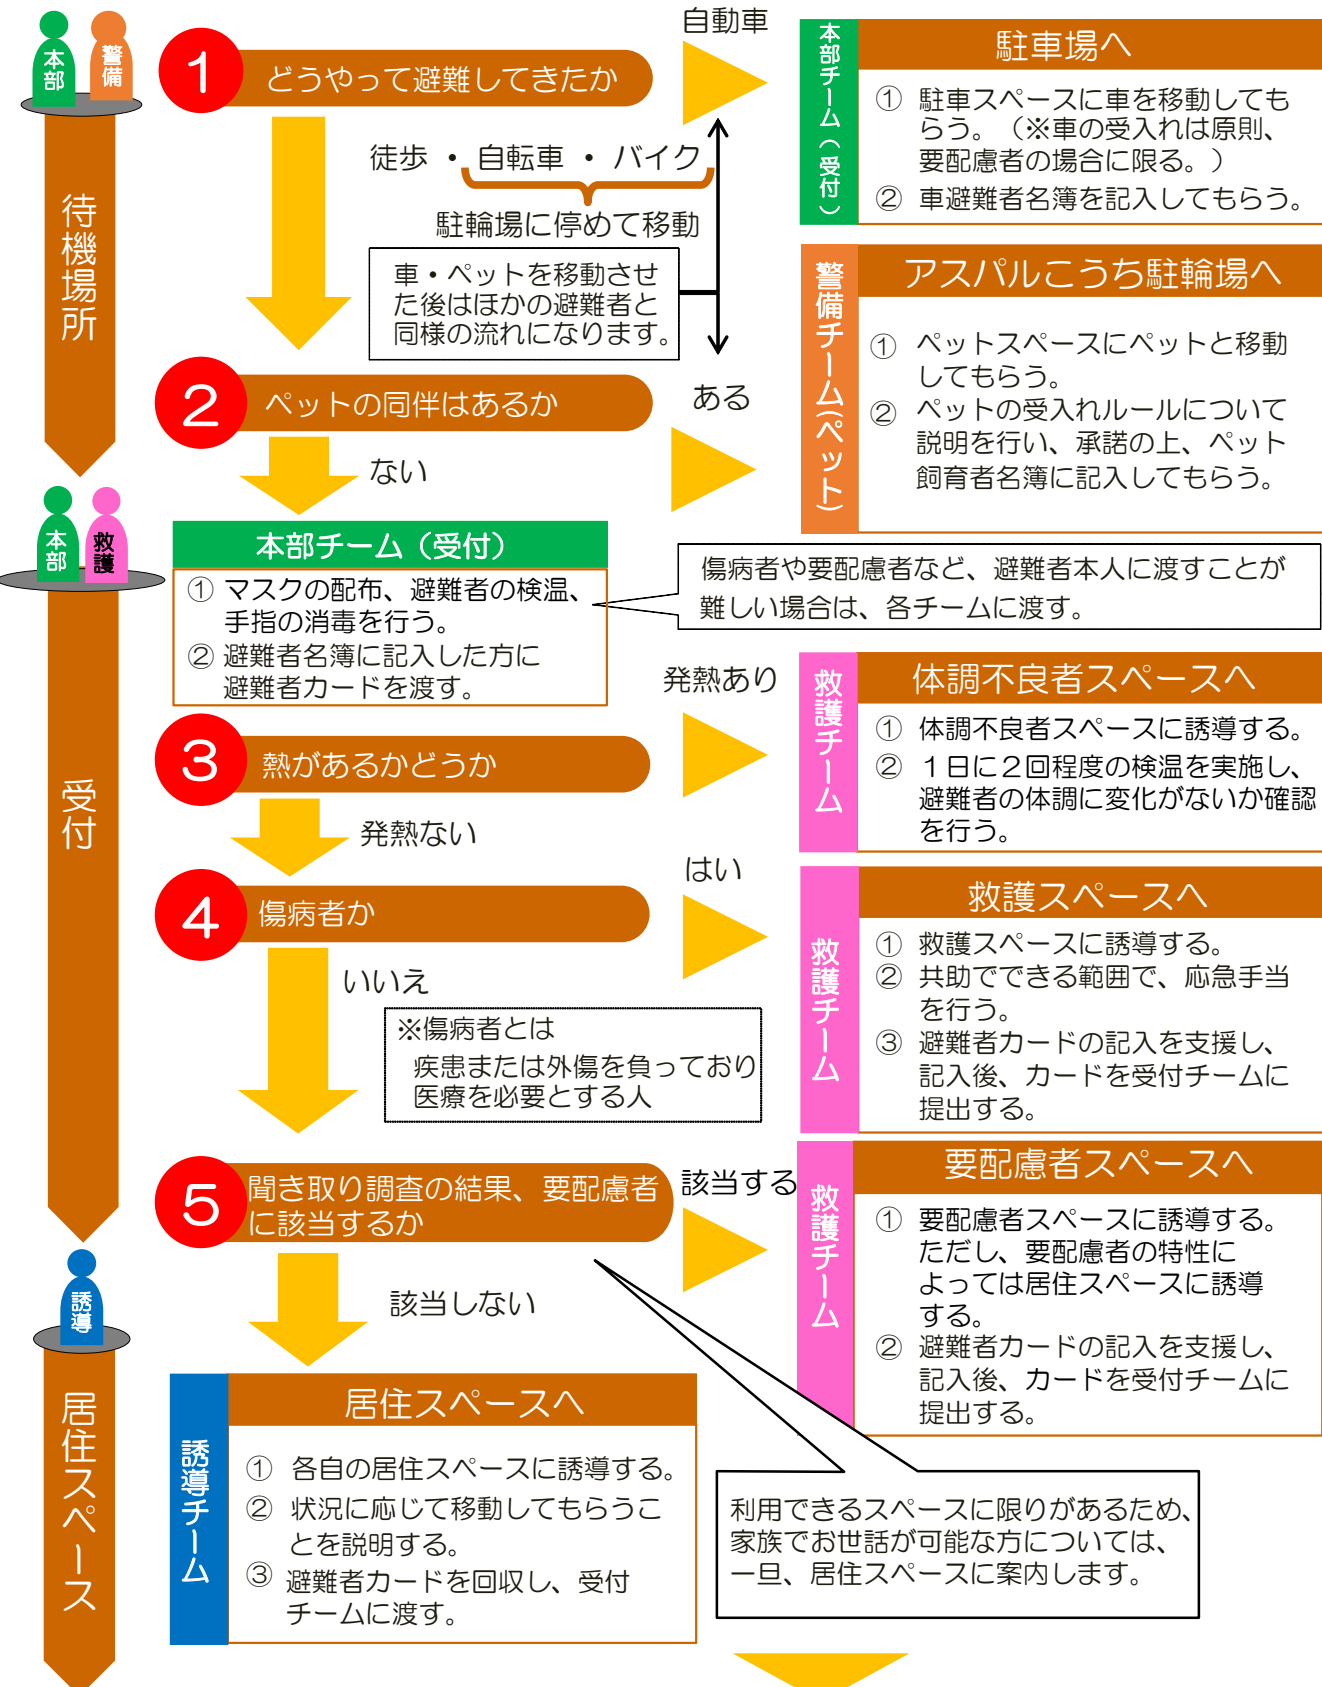 本部
警備
待機場所
1
どうやって避難してきたか
自動車
徒歩 ・ 自転車 ・ バイク
駐輪場に停めて移動
車・ペットを移動させ
た後はほかの避難者と
同様の流れになります。
本部チーム（受付）
駐車場へ
① 駐車スペースに車を移動しても
らう。（※車の受入れは原則、
要配慮者の場合に限る。）
② 車避難者名簿を記入してもらう。
2
ペットの同伴はあるか
ある
ない
警備チーム(ペット)
アスパルこうち駐輪場へ
① ペットスペースにペットと移動
してもらう。
② ペットの受入れルールについて
説明を行い、承諾の上、ペット
飼育者名簿に記入してもらう。
本部
救護
受付
本部チーム（受付）
① マスクの配布、避難者の検温、
手指の消毒を行う。
② 避難者名簿に記入した方に
避難者カードを渡す。
傷病者や要配慮者など、避難者本人に渡すことが
難しい場合は、各チームに渡す。
3
熱があるかどうか
発熱あり
発熱ない
救護チーム
体調不良者スペースへ
① 体調不良者スペースに誘導する。
② １日に２回程度の検温を実施し、
避難者の体調に変化がないか確認
を行う。
4
傷病者か
はい
いいえ
※傷病者とは
疾患または外傷を負っており
医療を必要とする人
救護チーム
救護スペースへ
① 救護スペースに誘導する。
② 共助でできる範囲で、応急手当
を行う。
③ 避難者カードの記入を支援し、
記入後、カードを受付チームに
提出する。
5
聞き取り調査の結果、要配慮者
に該当するか
該当する
該当しない
救護チーム
要配慮者スペースへ
① 要配慮者スペースに誘導する。
ただし、要配慮者の特性に
よっては居住スペースに誘導
する。
② 避難者カードの記入を支援し、
記入後、カードを受付チームに
提出する。
誘導
居住スペース
誘導チーム
居住スペースへ
① 各自の居住スペースに誘導する。
② 状況に応じて移動してもらうこ
とを説明する。
③ 避難者カードを回収し、受付
チームに渡す。
利用できるスペースに限りがあるため、
家族でお世話が可能な方については、
一旦、居住スペースに案内します。